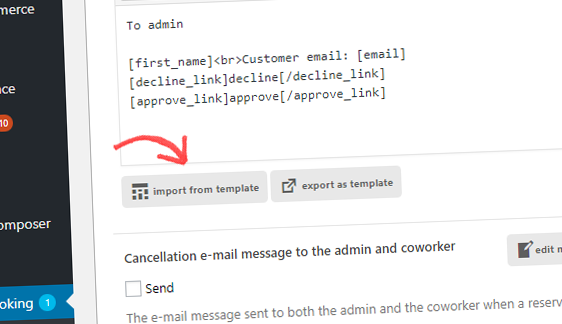 merce
To admin
[first_name]<br>Customer email: [email]
[decline_link]decline[/decline_link]
[approve_link]approve[/approve_link]
nce
10
import from template
export as template
omposer
Cancellation e-mail message to the admin and coworker
edit m
Send
oking 1
The e-mail message sent to both the admin and the coworker when a reserv